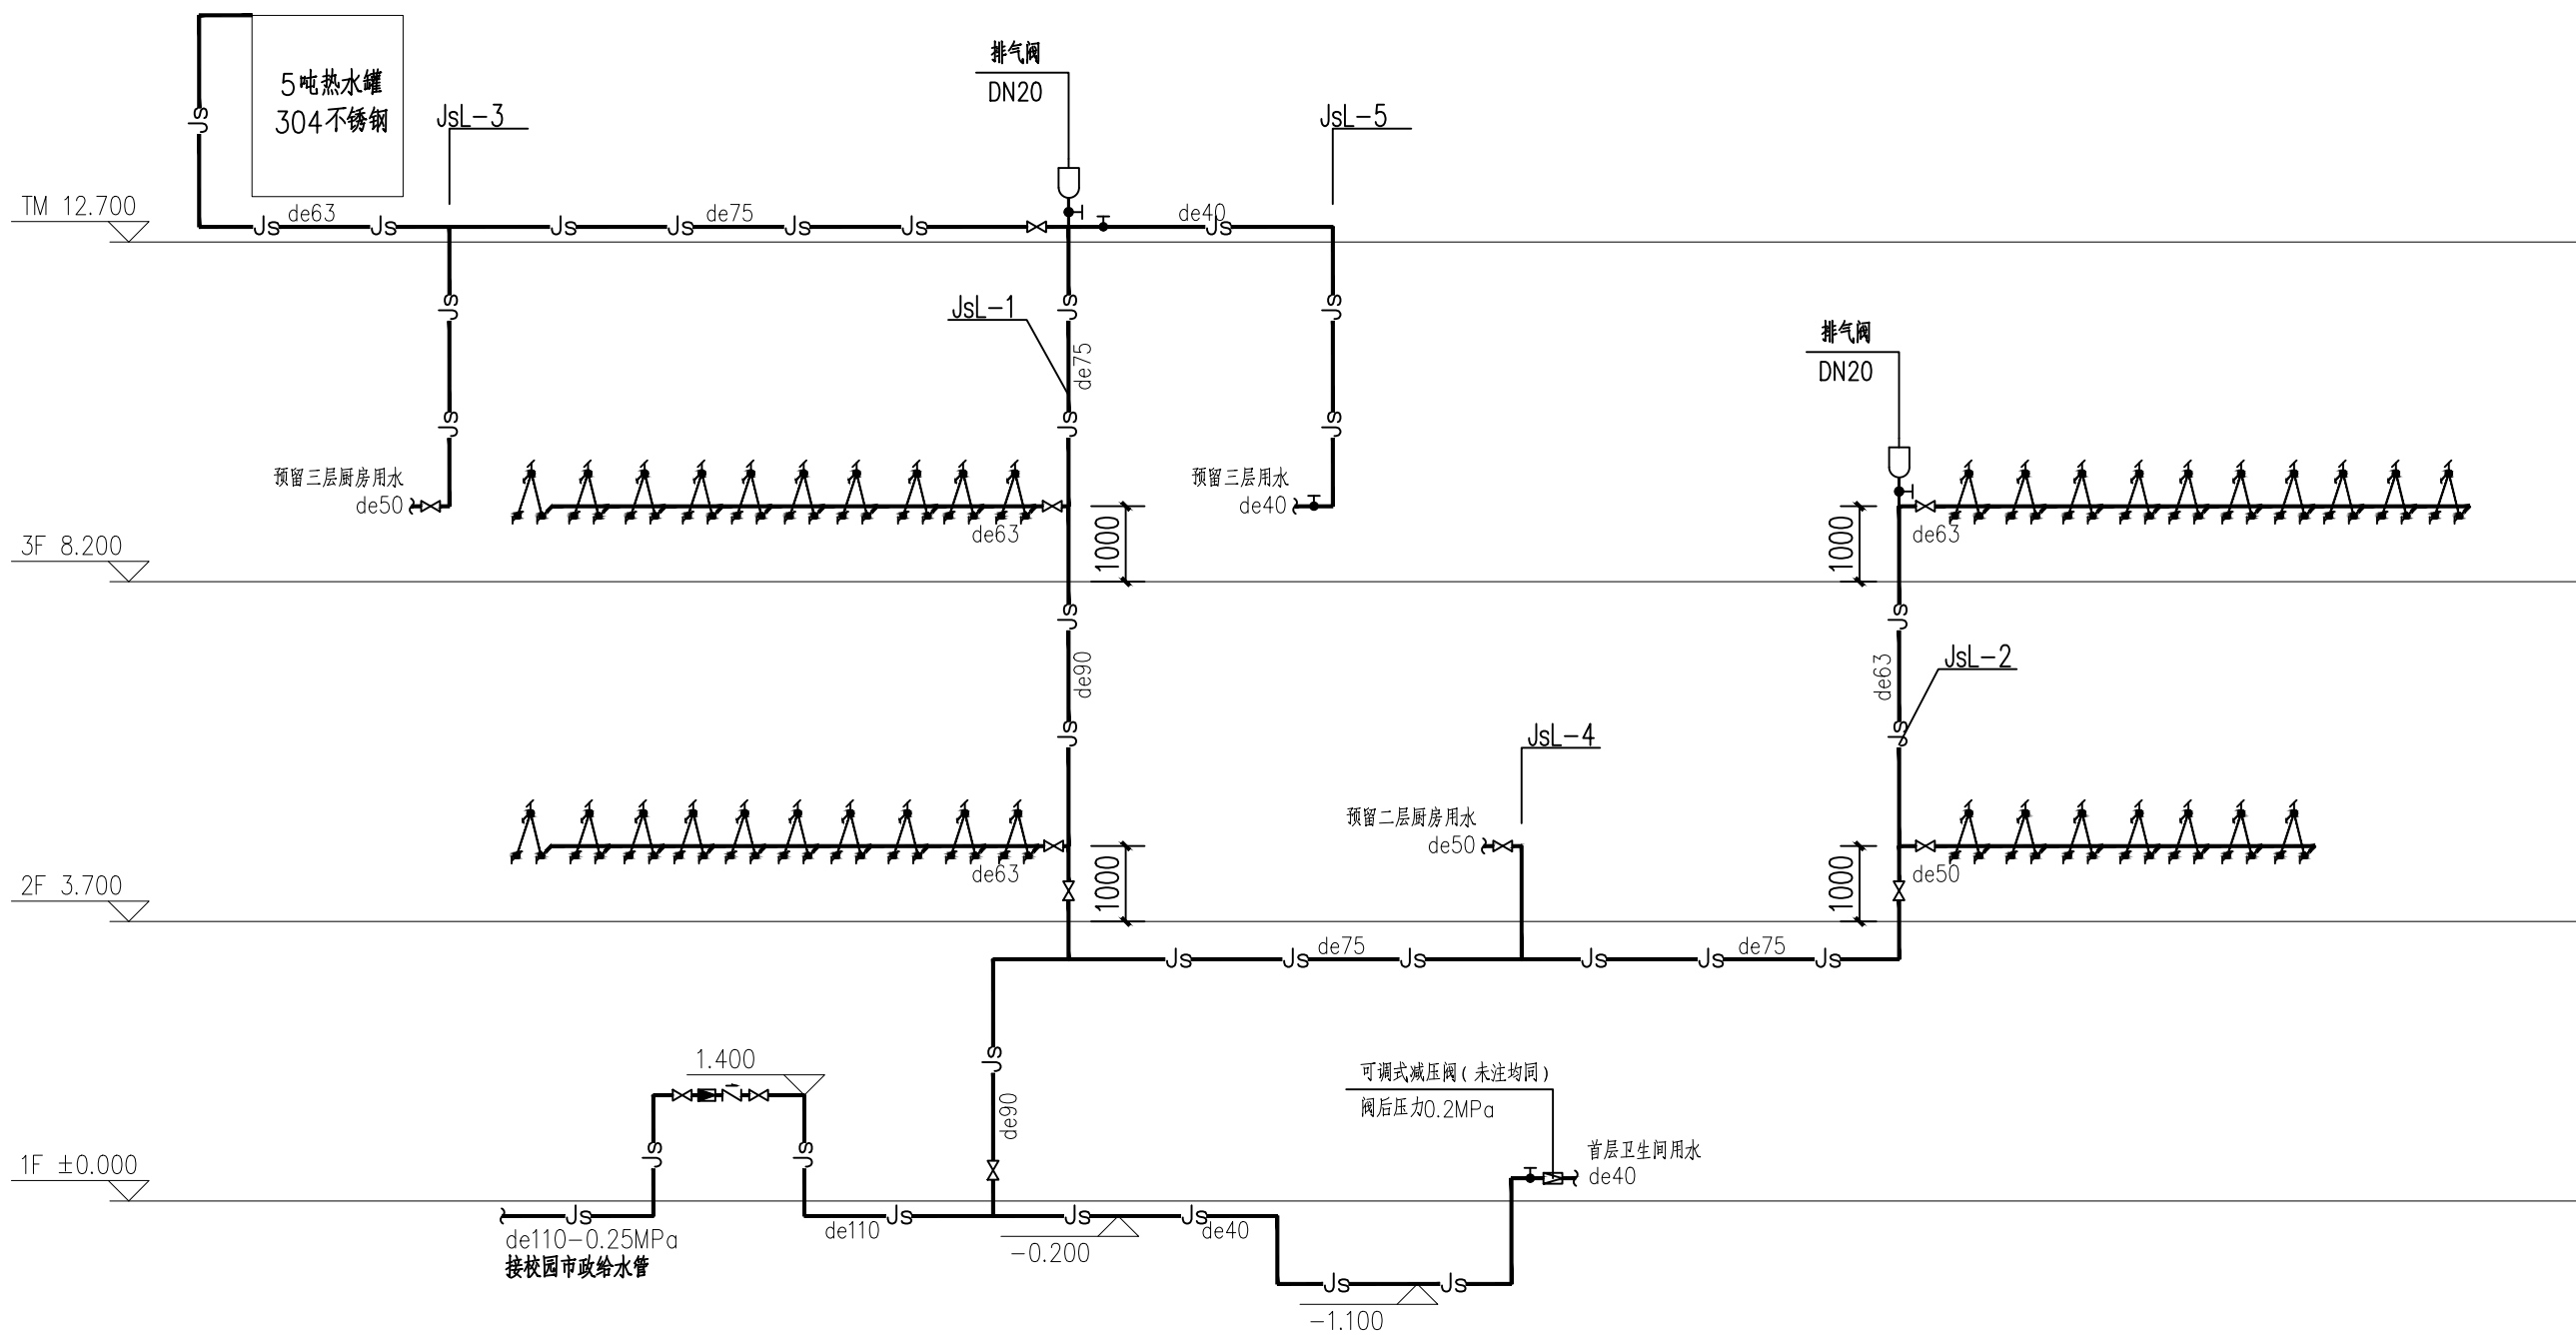 排气阀
DN20
5吨热水罐
304不锈钢
JsL-3
JsL-5
Js
TM 12.700
de63
de75
de40
Js
Js
Js
Js
Js
Js
Js
Js
Js
Js
JsL-1
de75
排气阀
DN20
Js
Js
Js
预留三层厨房用水
de50
预留三层用水
de40
de63
1000
1000
de63
3F 8.200
Js
Js
de90
de63
JsL-2
Js
Js
JsL-4
预留二层厨房用水
de50
de63
1000
1000
de50
2F 3.700
de75
de75
Js
Js
Js
Js
Js
Js
Js
1.400
可调式减压阀(未注均同)
阀后压力0.2MPa
de90
Js
Js
首层卫生间用水
de40
1F ±0.000
Js
Js
Js
Js
de110-0.25MPa
接校园市政给水管
de110
de40
-0.200
Js
Js
-1.100